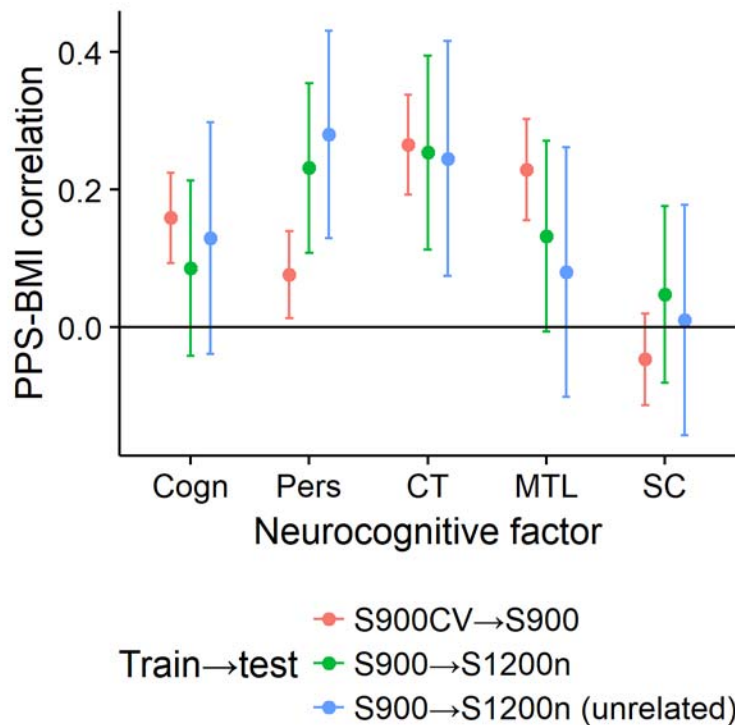 PPS-BMI correlation
0.4
0.2
0.0
Cogn Pers CT MTL SC
Neurocognitive factor
Train→test
S900CV→S900
S900→S1200n
S900→S1200n (unrelated)